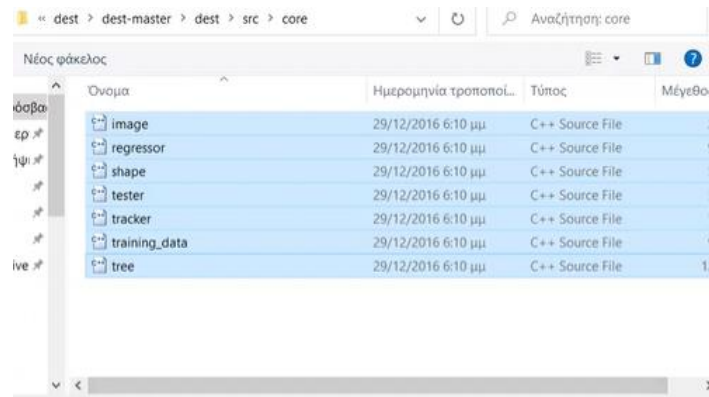 « dest > dest-master > dest > src > core
Αναζήτηση: core
Νέος φάκελος
Όνομα Ημερομηνία τροποποί... Τύπος Μέγεθο
image 29/12/2016 6:10 μμ C++ Source File
regressor 29/12/2016 6:10 μμ C++ Source File
shape 29/12/2016 6:10 μμ C++ Source File
tester 29/12/2016 6:10 μμ C++ Source File
tracker 29/12/2016 6:10 μμ C++ Source File
training_data 29/12/2016 6:10 μμ C++ Source File
ive tree 29/12/2016 6:10 μμ C++ Source File